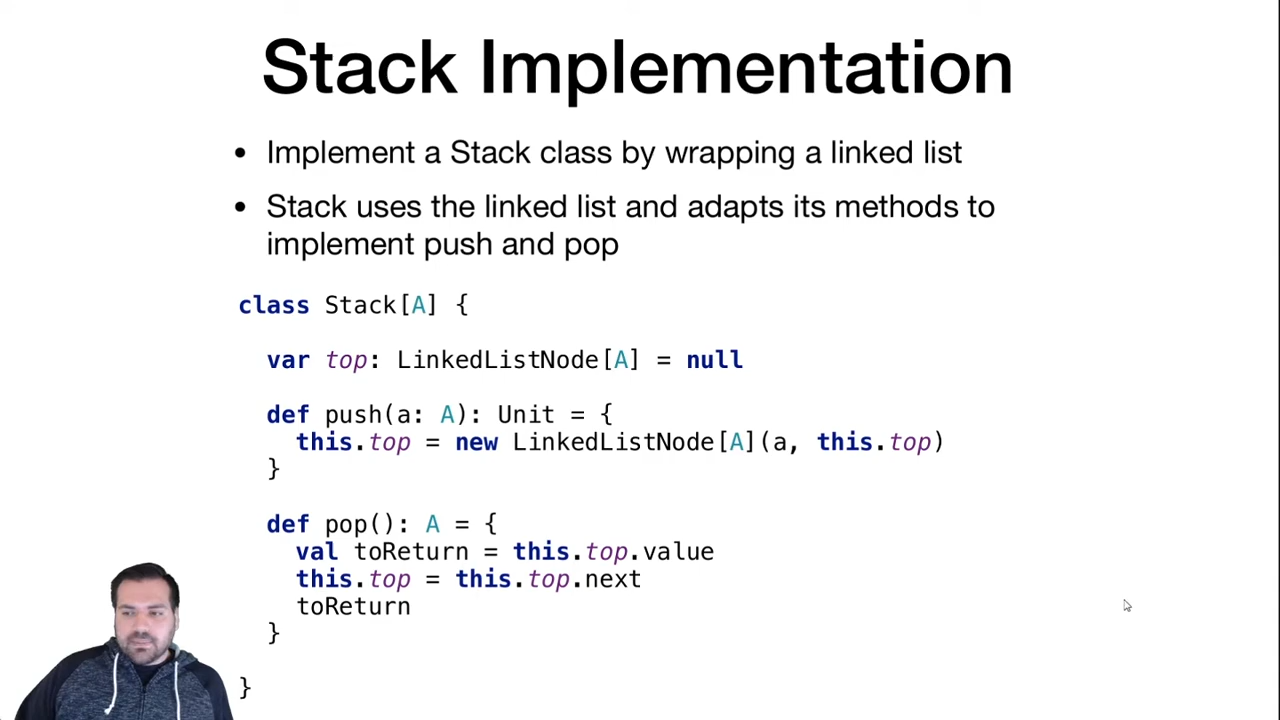 Stack Implementation
• Implement a Stack class by wrapping a linked list
• Stack uses the linked list and adapts its methods to
implement push and pop
class Stack[A] {
var top: LinkedListNode[A] = null
def push(a: A): Unit = {
this.top = new LinkedListNode[A](a, this.top)
}
def pop(): A = {
val toReturn = this.top.value
this.top = this.top.next
toReturn
}
}